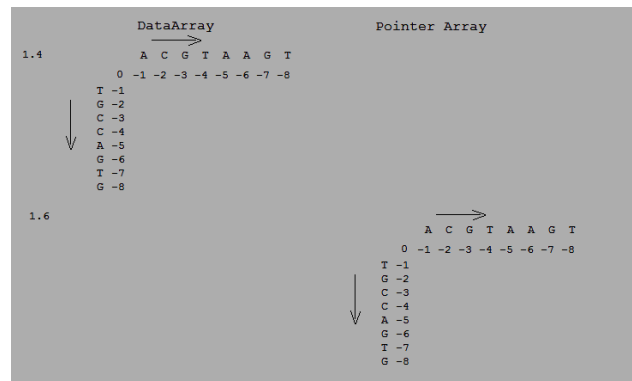 DataArray Pointer Array
1.4 A C G T A A G T
0 -1 -2 -3 -4 -5 -6 -7 -8
T -1
G -2
C -3
C -4
A -5
G -6
T -7
G -8
1.6
A C G T A A G T
0 -1 -2 -3 -4 -5 -6 -7 -8
T -1
G -2
C -3
C -4
A -5
G -6
T -7
G -8